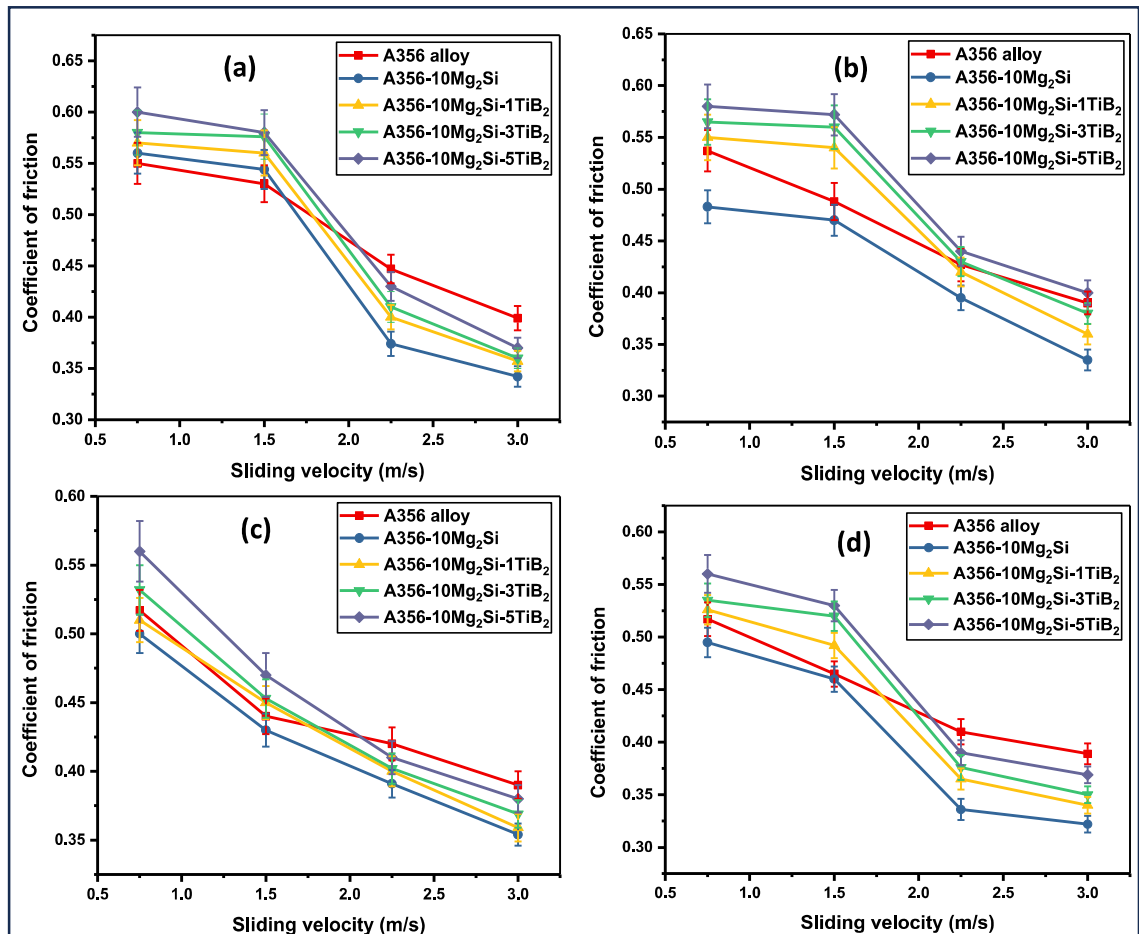 (a)
A356 alloy
A356-10Mg₂Si
A356-10Mg₂Si-1TiB₂
A356-10Mg₂Si-3TiB₂
A356-10Mg₂Si-5TiB₂
0.65
0.60
0.55
0.50
0.45
0.40
0.35
0.30
Coefficient of friction
0.5 1.0 1.5 2.0 2.5 3.0
Sliding velocity (m/s)
(b)
A356 alloy
A356-10Mg₂Si
A356-10Mg₂Si-1TiB₂
A356-10Mg₂Si-3TiB₂
A356-10Mg₂Si-5TiB₂
0.65
0.60
0.55
0.50
0.45
0.40
0.35
0.30
Coefficient of friction
0.5 1.0 1.5 2.0 2.5 3.0
Sliding velocity (m/s)
(c)
A356 alloy
A356-10Mg₂Si
A356-10Mg₂Si-1TiB₂
A356-10Mg₂Si-3TiB₂
A356-10Mg₂Si-5TiB₂
0.60
0.55
0.50
0.45
0.40
0.35
Coefficient of friction
0.5 1.0 1.5 2.0 2.5 3.0
Sliding velocity (m/s)
(d)
A356 alloy
A356-10Mg₂Si
A356-10Mg₂Si-1TiB₂
A356-10Mg₂Si-3TiB₂
A356-10Mg₂Si-5TiB₂
0.60
0.55
0.50
0.45
0.40
0.35
0.30
Coefficient of friction
0.5 1.0 1.5 2.0 2.5 3.0
Sliding velocity (m/s)